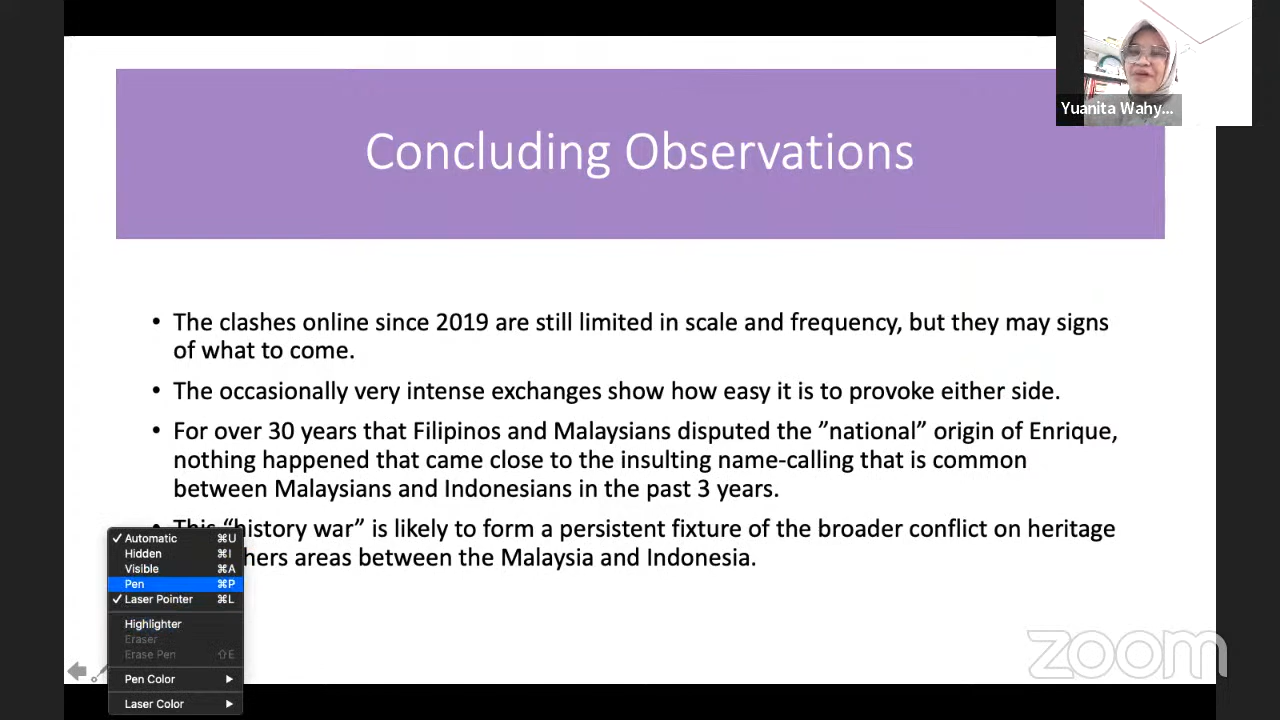 Yuanita Wahy...
Concluding Observations
• The clashes online since 2019 are still limited in scale and frequency, but they may signs
of what to come.
• The occasionally very intense exchanges show how easy it is to provoke either side.
• For over 30 years that Filipinos and Malaysians disputed the ”national” origin of Enrique,
nothing happened that came close to the insulting name-calling that is common
between Malaysians and Indonesians in the past 3 years.
• This “history war” is likely to form a persistent fixture of the broader conflict on heritage
hers areas between the Malaysia and Indonesia.
✓ Automatic ⌘U
Hidden ⌘I
Visible ⌘A
Pen ⌘P
✓ Laser Pointer ⌘L
Highlighter
Eraser
Erase Pen ⇧E
Pen Color ▶
Laser Color ▶
zoom